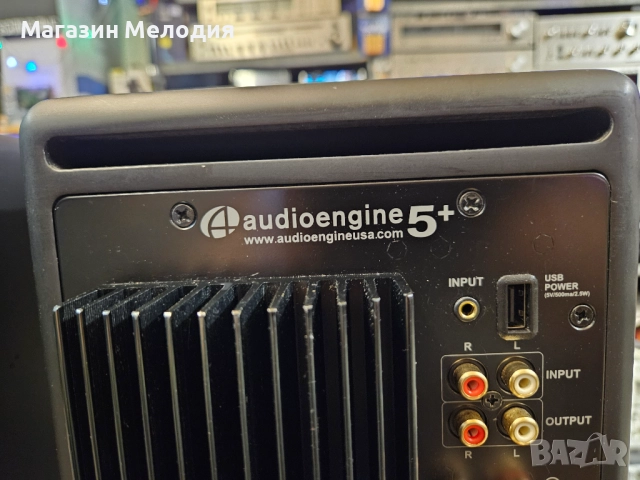 Магазин Мелодия
audioengine 5+
www.audioengineusa.com
INPUT
USB POWER
(5V/500ma/2.5W)
R L
INPUT
OUTPUT
R L
BAZAR